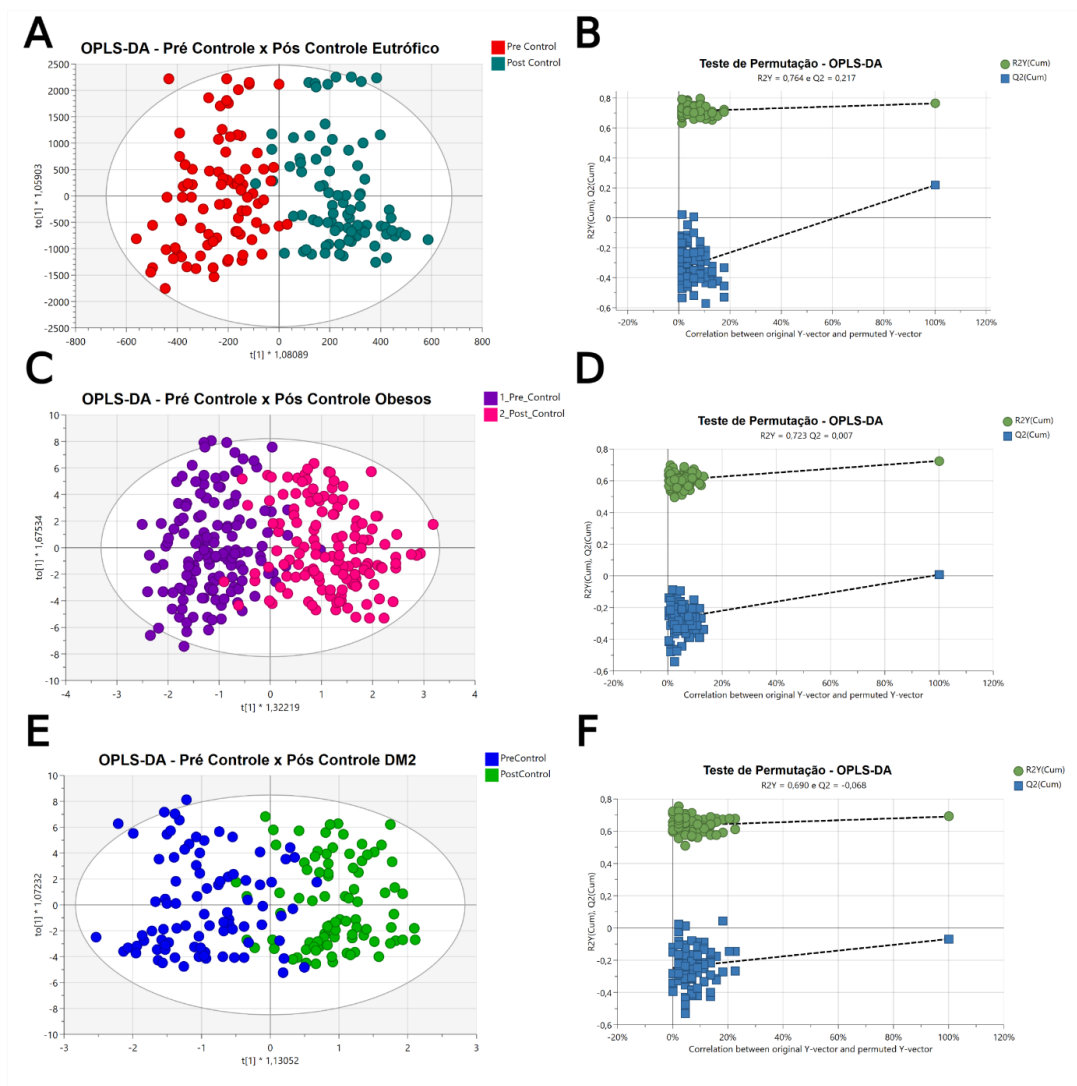 A
OPLS-DA - Pré Controle x Pós Controle Eutrófico
Pre Control
Post Control
2500
2000
1500
1000
500
0
-500
-1000
-1500
-2000
-2500
to[1] * 1,05903
-800
-600
-400
-200
0
200
400
600
800
t[1] * 1,08089
B
Teste de Permutação - OPLS-DA
R2Y = 0,764 e Q2 = 0.217
R2Y(Cum)
Q2(Cum)
0,8
0,6
0,4
0,2
0
-0,2
-0,4
-0,6
R2Y(Cum), Q2(Cum)
-20%
0%
20%
40%
60%
80%
100%
120%
Correlation between original Y-vector and permuted Y-vector
C
OPLS-DA - Pré Controle x Pós Controle Obesos
1_Pre_Control
2_Post_Control
10
8
6
4
2
0
-2
-4
-6
-8
-10
to[1] * 1,67534
-4
-3
-2
-1
0
1
2
3
4
t[1] * 1,32219
D
Teste de Permutação - OPLS-DA
R2Y = 0,723 Q2 = 0,007
R2Y(Cum)
Q2(Cum)
0,8
0,6
0,4
0,2
0
-0,2
-0,4
-0,6
R2Y(Cum), Q2(Cum)
-20%
0%
20%
40%
60%
80%
100%
120%
Correlation between original Y-vector and permuted Y-vector
E
OPLS-DA - Pré Controle x Pós Controle DM2
PreControl
PostControl
10
8
6
4
2
0
-2
-4
-6
-8
-10
to[1] * 1,07232
-3
-2
-1
0
1
2
3
t[1] * 1,13052
F
Teste de Permutação - OPLS-DA
R2Y = 0,690 e Q2 = -0,068
R2Y(Cum)
Q2(Cum)
0,8
0,6
0,4
0,2
0
-0,2
-0,4
-0,6
R2Y(Cum), Q2(Cum)
-20%
0%
20%
40%
60%
80%
100%
120%
Correlation between original Y-vector and permuted Y-vector